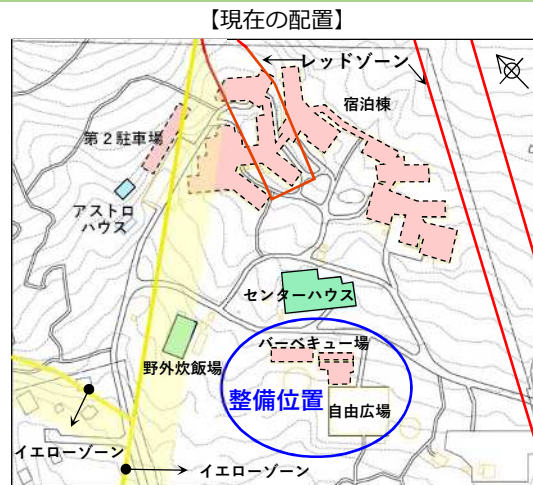 【現在の配置】
レッドゾーン
宿泊棟
第２駐車場
アストロ
ハウス
センターハウス
野外炊飯場
バーベキュー場
整備位置
自由広場
イエローゾーン
イエローゾーン